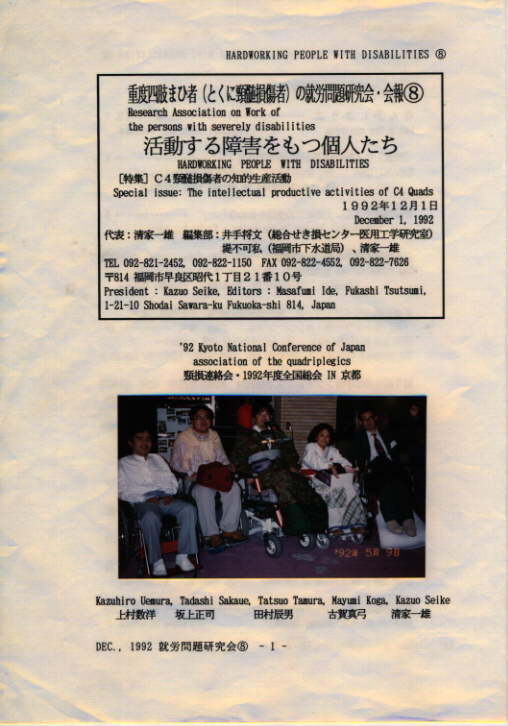 HARDWORKING PEOPLE WITH DISABILITIES ⑧
重度四肢まひ者(とくに頸髄損傷者)の就労問題研究会・会報⑧
Research Association on Work of
the persons with severely disabilities
活動する障害をもつ個人たち
HARDWORKING PEOPLE WITH DISABILITIES
[特集] C4頸髄損傷者の知的生産活動
Special issue: The intellectual productive activities of C4 Quads
1992年12月1日
December 1, 1992
代表:清家一雄 編集部:井手将文(総合せき損センター医用工学研究室)
堤不可私(福岡市下水道局)、清家一雄
TEL 092-821-2452, 092-822-1150 FAX 092-822-4552, 092-822-7626
〒814 福岡市早良区昭代1丁目21番10号
President : Kazuo Seike, Editors : Masafumi Ide, Fukashi Tsutsumi,
1-21-10 Shodai Sawara-ku Fukuoka-shi 814, Japan
'92 Kyoto National Conference of Japan
association of the quadriplegics
頸損連絡会・1992年度全国総会 IN 京都
'92年 5月 9日
Kazuhiro Uemura, Tadashi Sakaue, Tatsuo Tamura, Mayumi Koga, Kazuo Seike
上村数洋 坂上正司 田村辰男 古賀真弓 清家一雄
DEC., 1992 就労問題研究会⑧ - 1 -